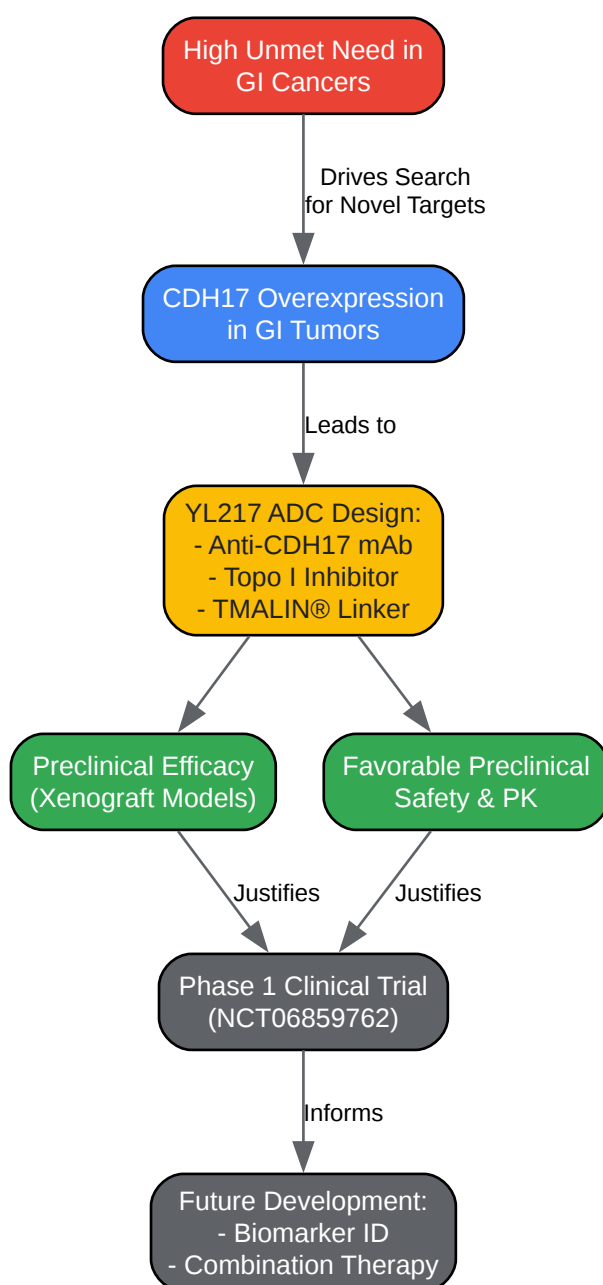 High Unmet Need in
GI Cancers
Drives Search
for Novel Targets
CDH17 Overexpression
in GI Tumors
Leads to
YL217 ADC Design:
- Anti-CDH17 mAb
- Topo I Inhibitor
- TMALIN® Linker
Preclinical Efficacy
(Xenograft Models)
Favorable Preclinical
Safety & PK
Justifies
Justifies
Phase 1 Clinical Trial
(NCT06859762)
Informs
Future Development:
- Biomarker ID
- Combination Therapy